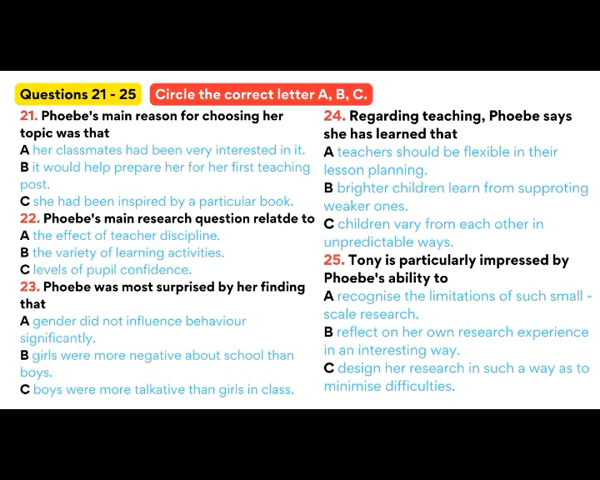 Questions 21 - 25
Circle the correct letter A, B, C.
21. Phoebe's main reason for choosing her
topic was that
A her classmates had been very interested in it.
B it would help prepare her for her first teaching
post.
C she had been inspired by a particular book.
22. Phoebe's main research question relatde to
A the effect of teacher discipline.
B the variety of learning activities.
C levels of pupil confidence.
23. Phoebe was most surprised by her finding
that
A gender did not influence behaviour
significantly.
B girls were more negative about school than
boys.
C boys were more talkative than girls in class.
24. Regarding teaching, Phoebe says
she has learned that
A teachers should be flexible in their
lesson planning.
B brighter children learn from supproting
weaker ones.
C children vary from each other in
unpredictable ways.
25. Tony is particularly impressed by
Phoebe's ability to
A recognise the limitations of such small -
scale research.
B reflect on her own research experience
in an interesting way.
C design her research in such a way as to
minimise difficulties.